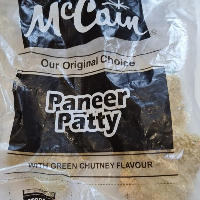 McCain
Our Original Choice
Paneer
Patty
WITH GREEN CHUTNEY FLAVOUR